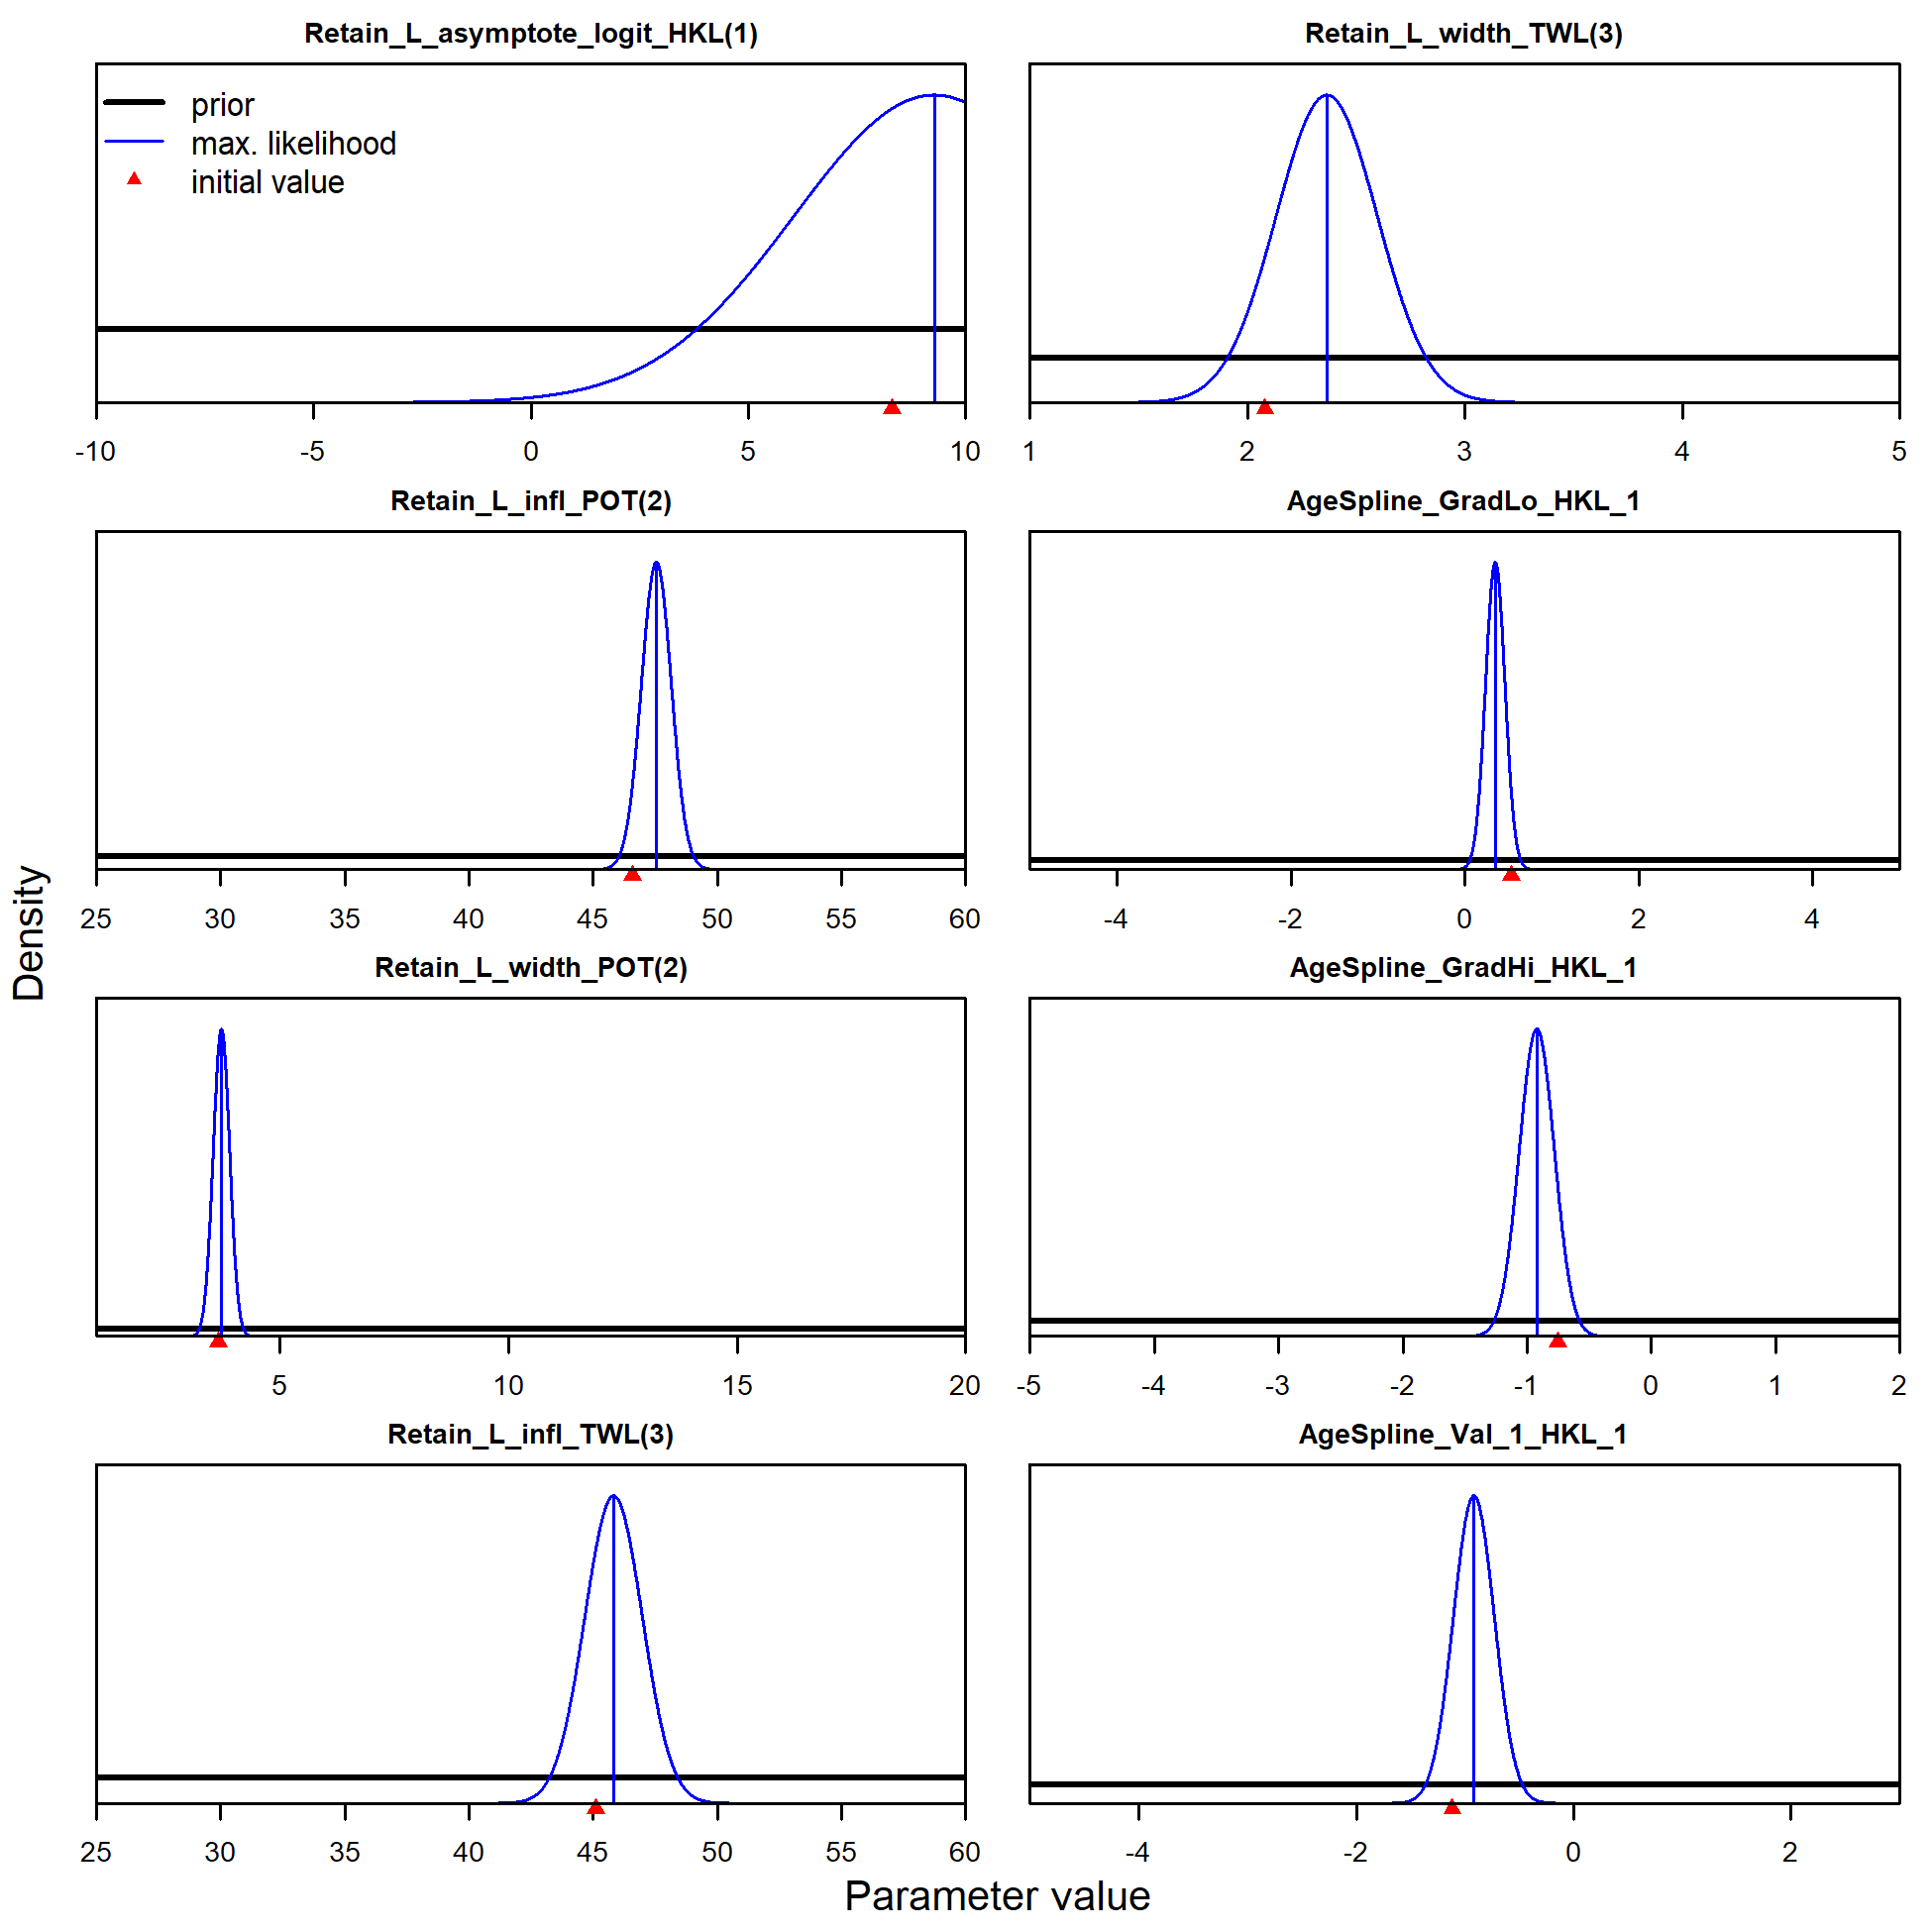 Retain_L_asymptote_logit_HKL(1)
prior
max. likelihood
initial value
-10 -5 0 5 10
Retain_L_width_TWL(3)
1 2 3 4 5
Retain_L_infl_POT(2)
25 30 35 40 45 50 55 60
AgeSpline_GradLo_HKL_1
-4 -2 0 2 4
Retain_L_width_POT(2)
5 10 15 20
AgeSpline_GradHi_HKL_1
-5 -4 -3 -2 -1 0 1 2
Retain_L_infl_TWL(3)
25 30 35 40 45 50 55 60
AgeSpline_Val_1_HKL_1
-4 -2 0 2
Density
Parameter value